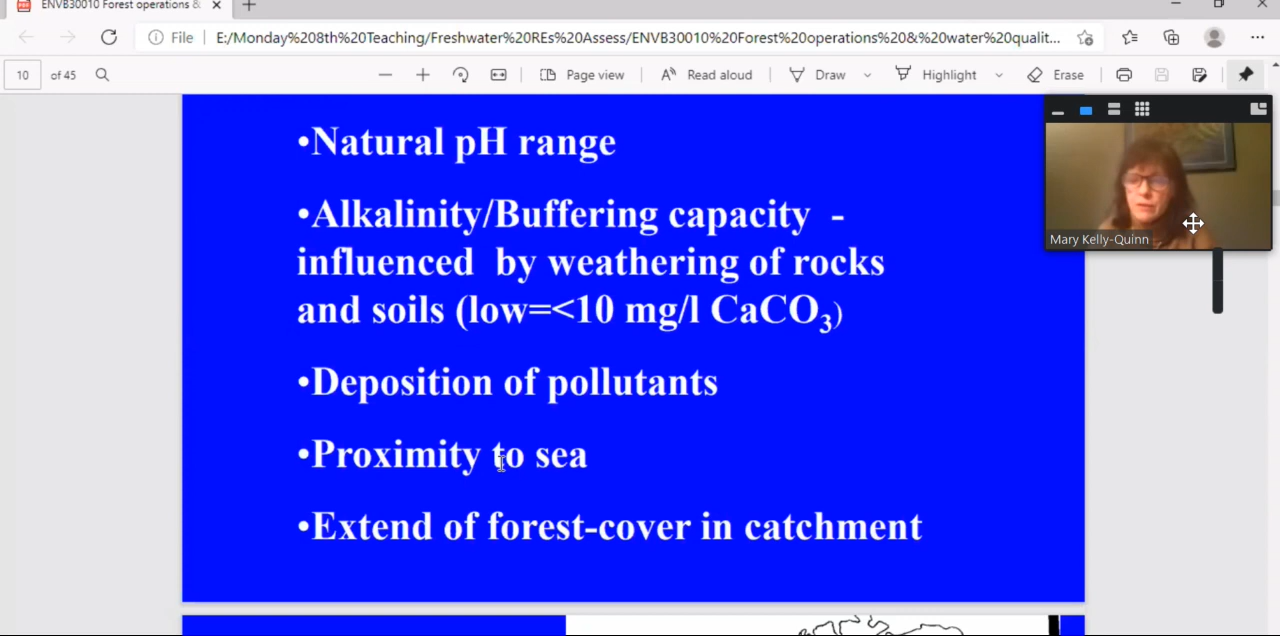 ENVB30010 Forest operations &
File
E:/Monday%208th%20Teaching/Freshwater%20REs%20Assess/ENVB30010%20Forest%20operations%20&%20water%20qualit...
10 of 45
Page view
Read aloud
Draw
Highlight
Erase
•Natural pH range
•Alkalinity/Buffering capacity -
influenced by weathering of rocks
and soils (low=<10 mg/l CaCO₃)
•Deposition of pollutants
•Proximity to sea
•Extend of forest-cover in catchment
Mary Kelly-Quinn